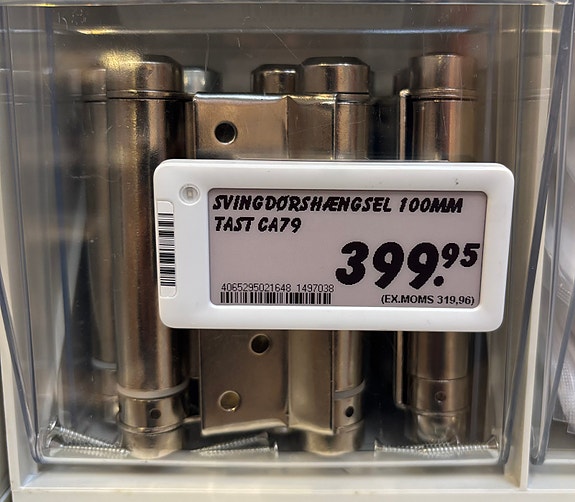 SVINGDØRSHÆNGSEL 100MM
TAST CA79
399.95
4065295021648 1497038
(EX.MOMS 319,96)